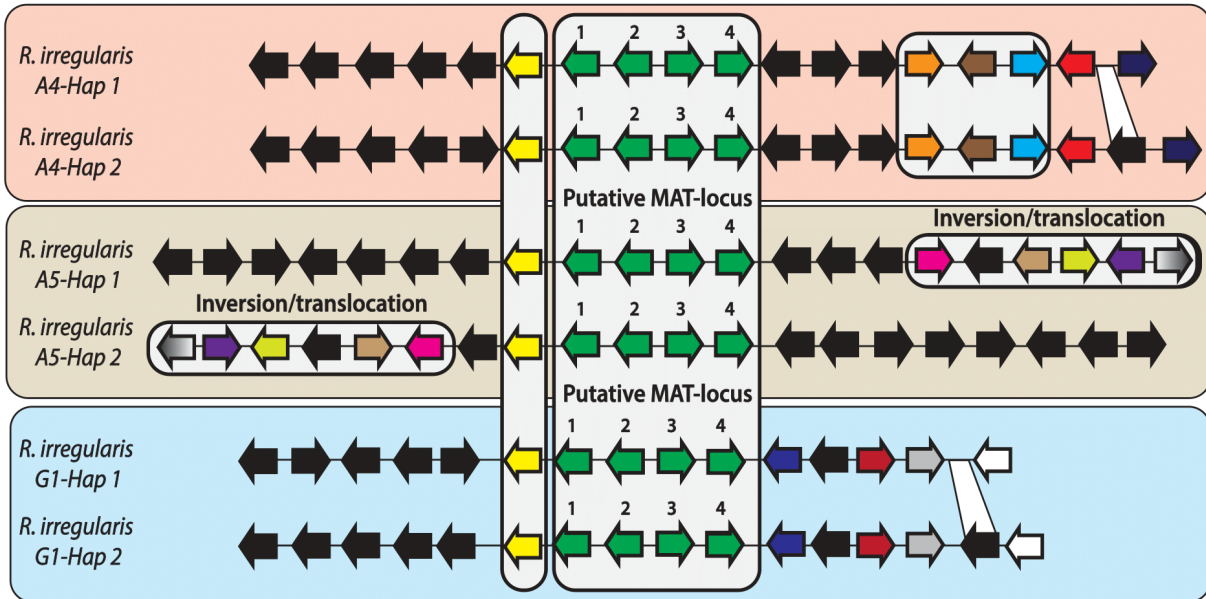 1 2 3 4
R. irregularis
A4-Hap 1
1 2 3 4
R. irregularis
A4-Hap 2
Putative MAT-locus
Inversion/translocation
1 2 3 4
R. irregularis
A5-Hap 1
Inversion/translocation
1 2 3 4
R. irregularis
A5-Hap 2
Putative MAT-locus
1 2 3 4
R. irregularis
G1-Hap 1
1 2 3 4
R. irregularis
G1-Hap 2